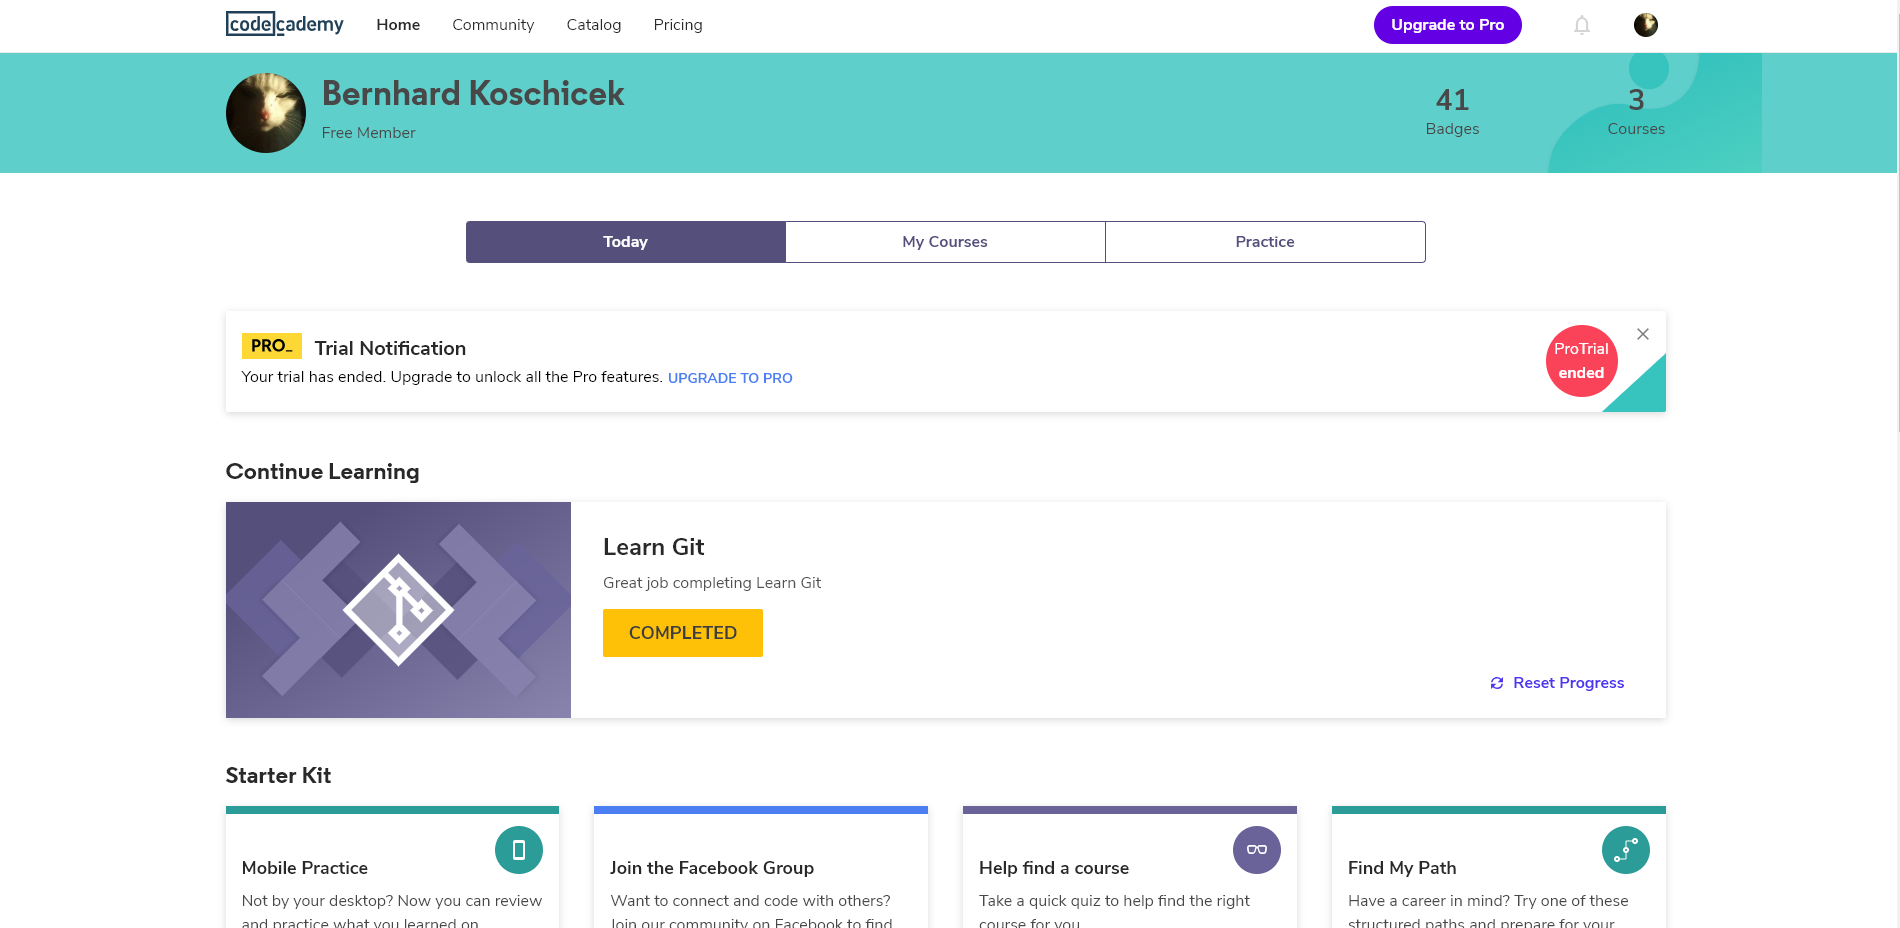 codecademy Home Community Catalog Pricing Upgrade to Pro
Bernhard Koschicek
Free Member
41
Badges
3
Courses
Today My Courses Practice
PRO_ Trial Notification
Your trial has ended. Upgrade to unlock all the Pro features. UPGRADE TO PRO
ProTrial
ended
Continue Learning
Learn Git
Great job completing Learn Git
COMPLETED
Reset Progress
Starter Kit
Mobile Practice
Not by your desktop? Now you can review
and practice what you learned on
Join the Facebook Group
Want to connect and code with others?
Join our community on Facebook to find
Help find a course
Take a quick quiz to help find the right
course for you
Find My Path
Have a career in mind? Try one of these
structured paths and prepare for your